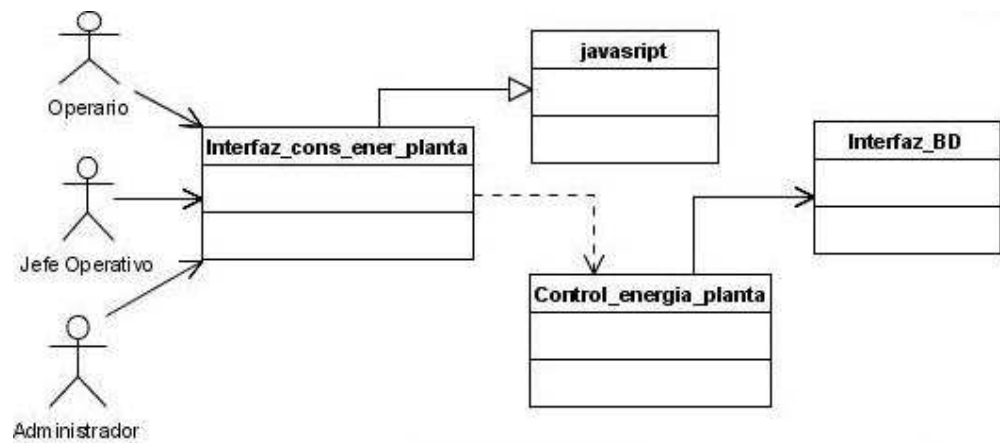 Operario
javasript
Interfaz_cons_ener_planta
Interfaz_BD
Jefe Operativo
Control_energia_planta
Administrador